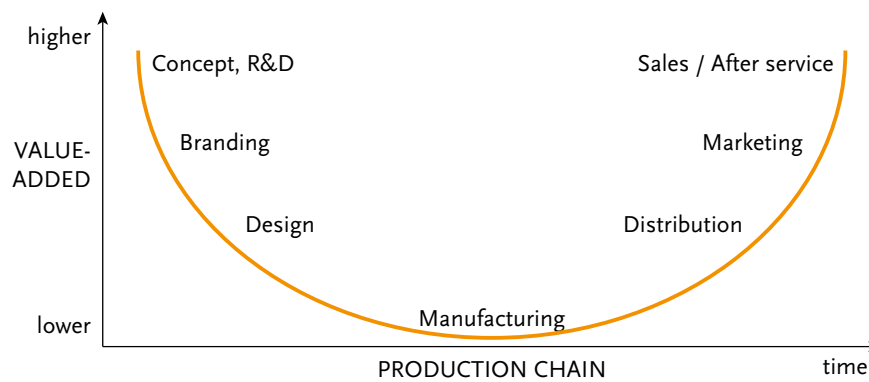 higher
Concept, R&D
Sales / After service
Branding
Marketing
VALUE-
ADDED
Design
Distribution
Manufacturing
lower
PRODUCTION CHAIN
time